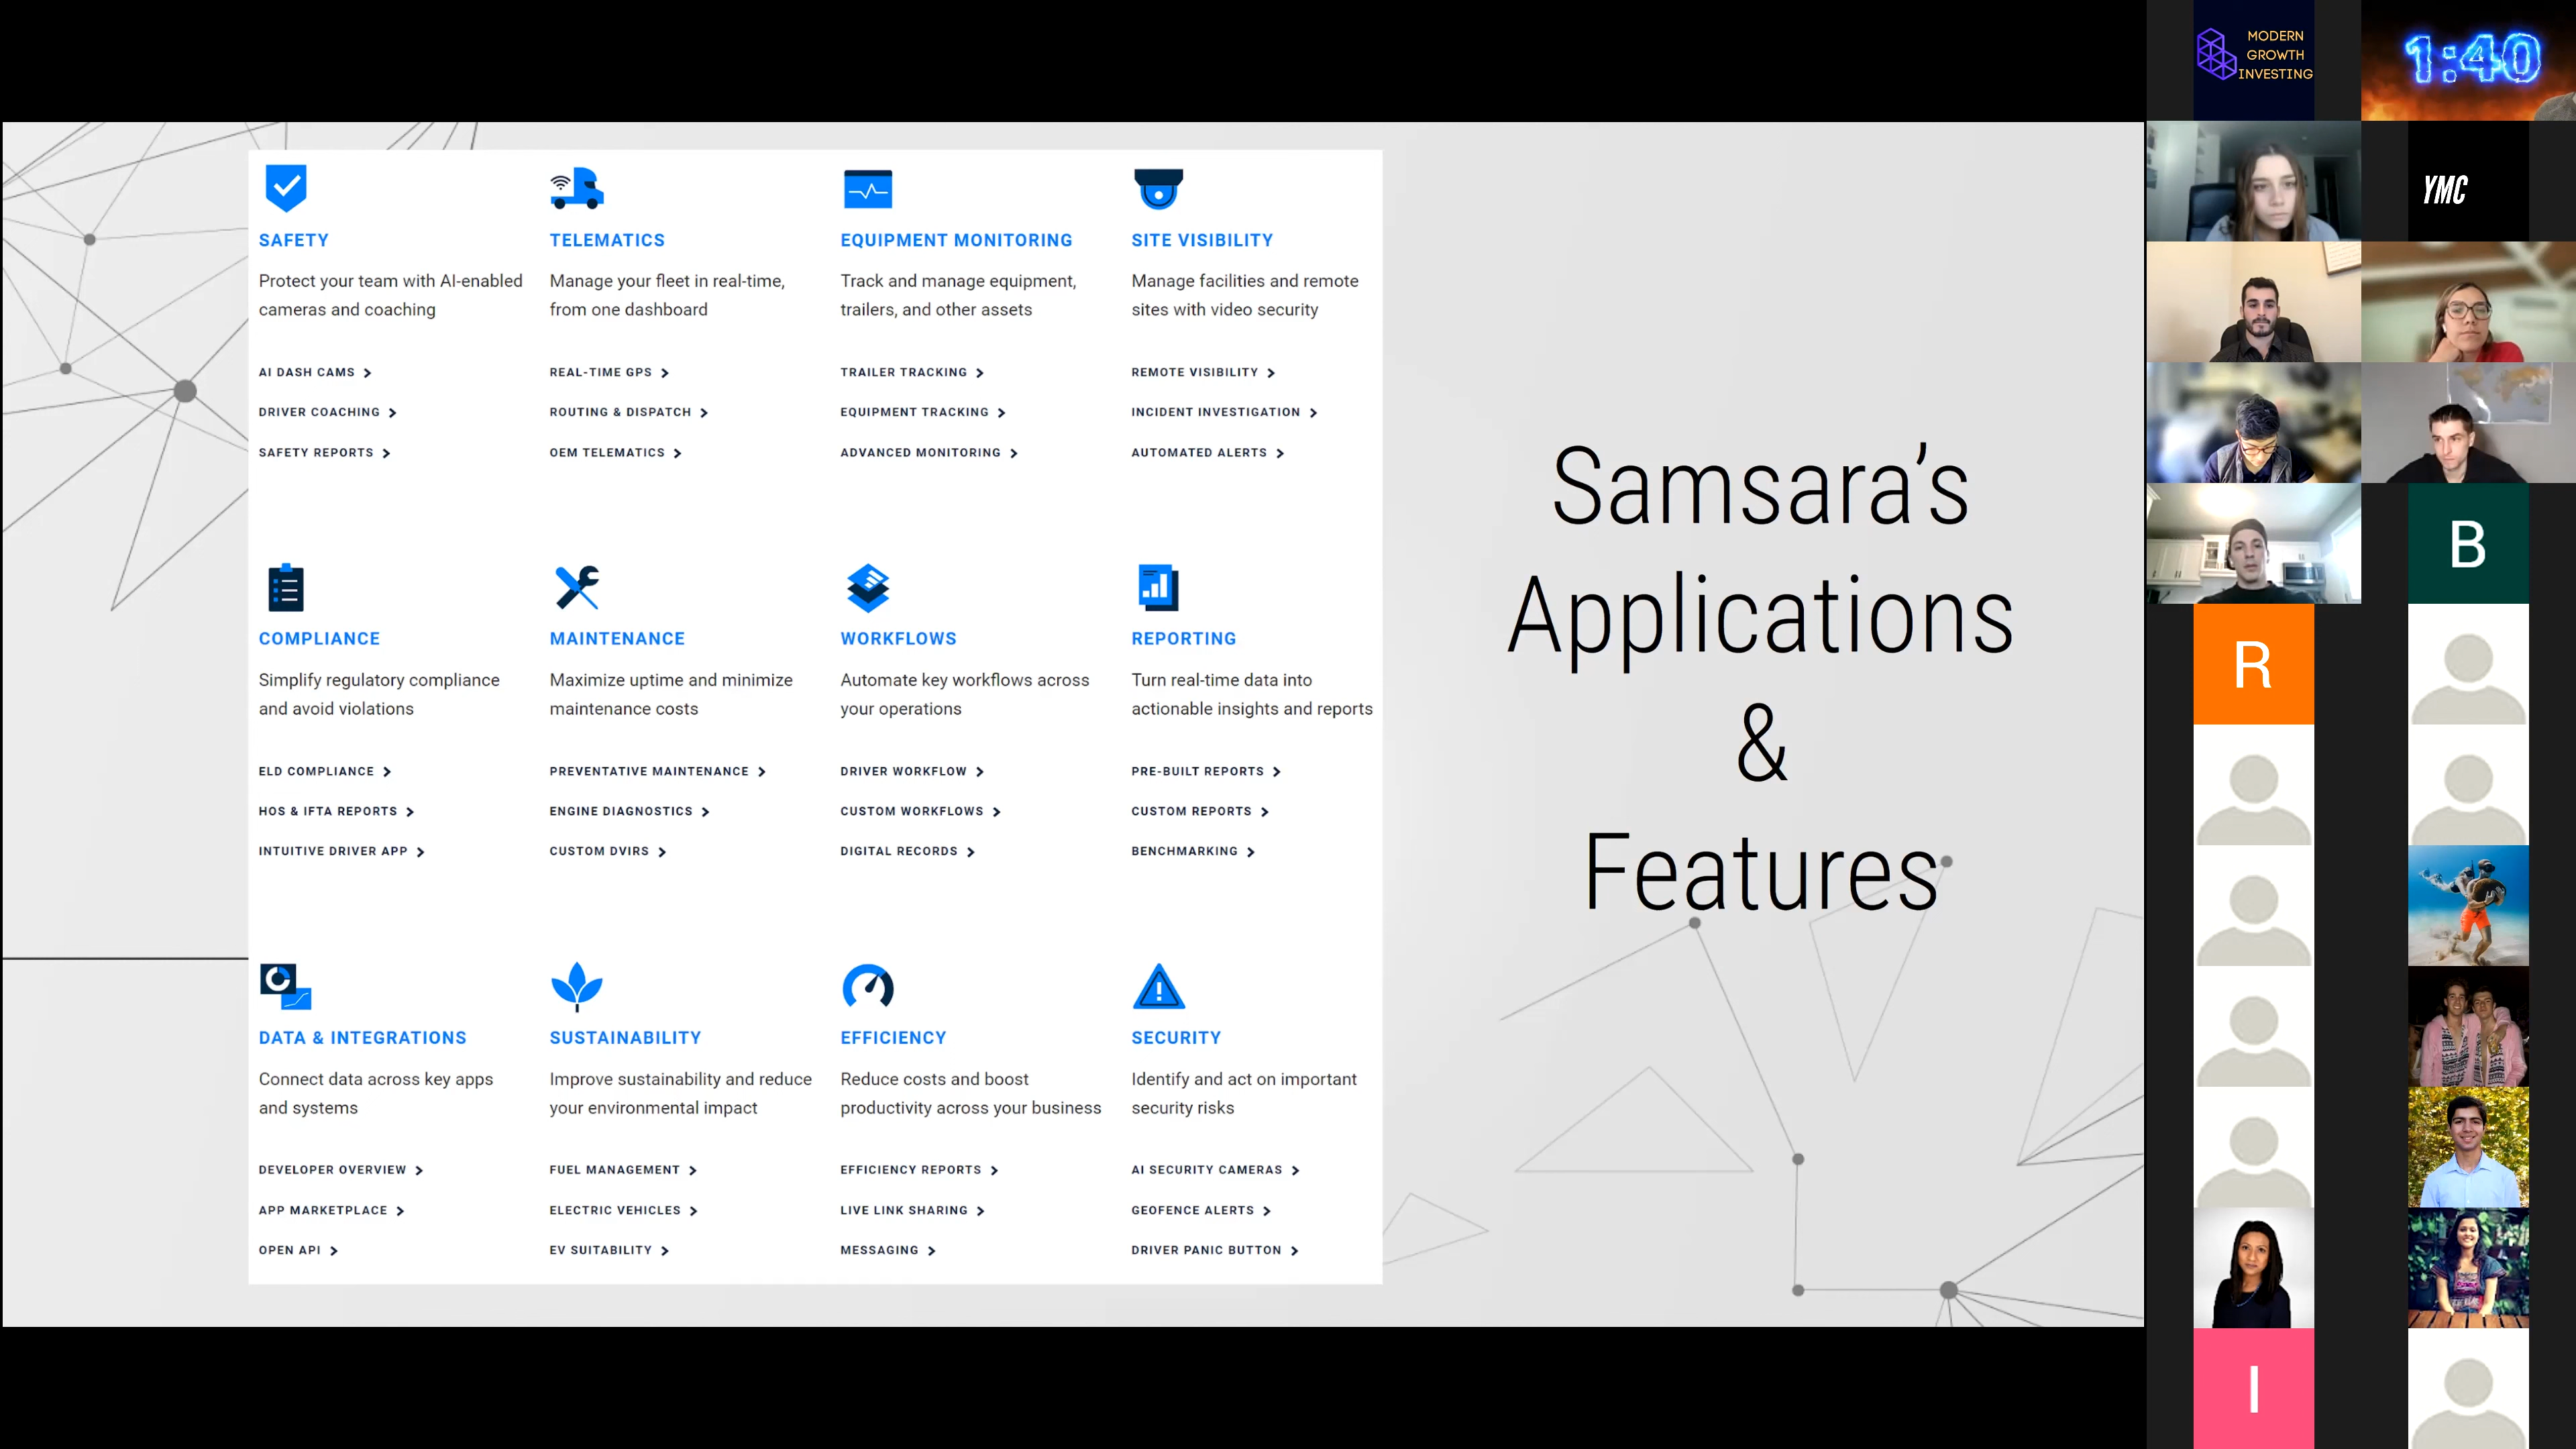 SAFETY
Protect your team with AI-enabled
cameras and coaching
AI DASH CAMS
DRIVER COACHING
SAFETY REPORTS
TELEMATICS
Manage your fleet in real-time,
from one dashboard
REAL-TIME GPS
ROUTING & DISPATCH
OEM TELEMATICS
EQUIPMENT MONITORING
Track and manage equipment,
trailers, and other assets
TRAILER TRACKING
EQUIPMENT TRACKING
ADVANCED MONITORING
SITE VISIBILITY
Manage facilities and remote
sites with video security
REMOTE VISIBILITY
INCIDENT INVESTIGATION
AUTOMATED ALERTS
COMPLIANCE
Simplify regulatory compliance
and avoid violations
ELD COMPLIANCE
HOS & IFTA REPORTS
INTUITIVE DRIVER APP
MAINTENANCE
Maximize uptime and minimize
maintenance costs
PREVENTATIVE MAINTENANCE
ENGINE DIAGNOSTICS
CUSTOM DVIRS
WORKFLOWS
Automate key workflows across
your operations
DRIVER WORKFLOW
CUSTOM WORKFLOWS
DIGITAL RECORDS
REPORTING
Turn real-time data into
actionable insights and reports
PRE-BUILT REPORTS
CUSTOM REPORTS
BENCHMARKING
DATA & INTEGRATIONS
Connect data across key apps
and systems
DEVELOPER OVERVIEW
APP MARKETPLACE
OPEN API
SUSTAINABILITY
Improve sustainability and reduce
your environmental impact
FUEL MANAGEMENT
ELECTRIC VEHICLES
EV SUITABILITY
EFFICIENCY
Reduce costs and boost
productivity across your business
EFFICIENCY REPORTS
LIVE LINK SHARING
MESSAGING
SECURITY
Identify and act on important
security risks
AI SECURITY CAMERAS
GEOFENCE ALERTS
DRIVER PANIC BUTTON
Samsara’s
Applications
&
Features
MODERN
GROWTH
INVESTING
1:40
YMC
B
R
I